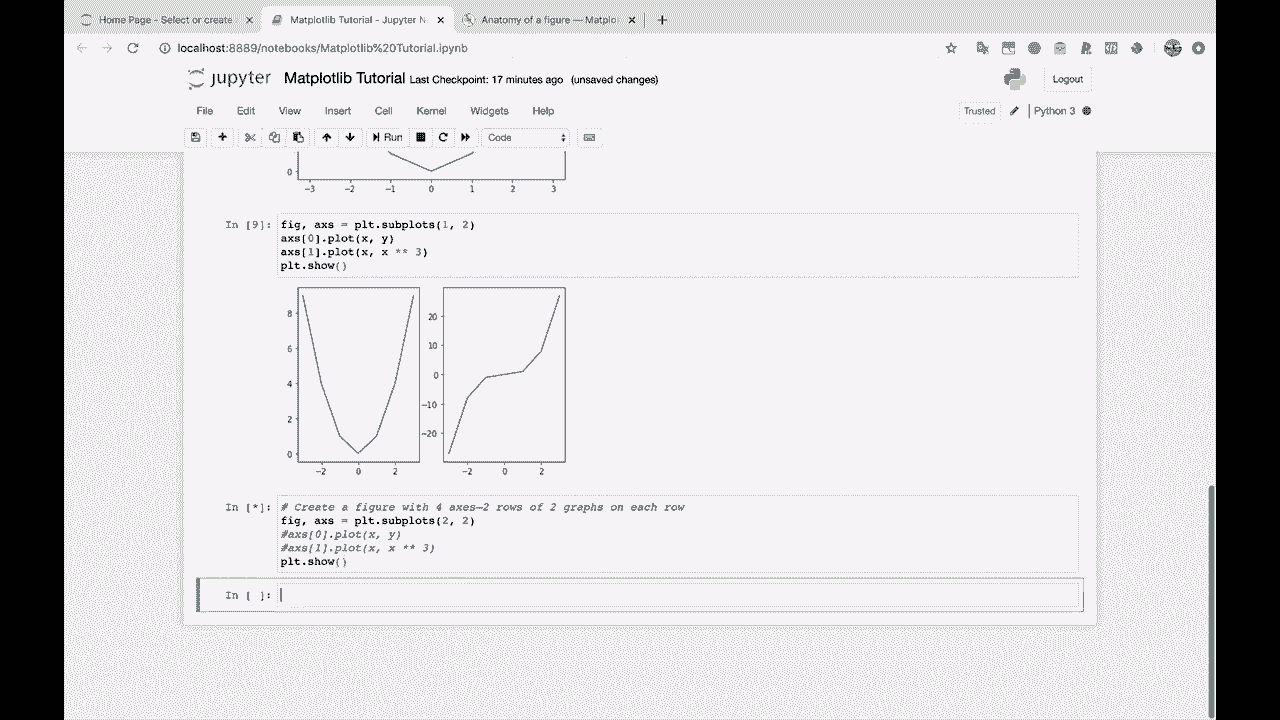 Home Page - Select or create
Matplotlib Tutorial - Jupyter N
Anatomy of a figure — Matplo
localhost:8889/notebooks/Matplotlib%20Tutorial.ipynb
jupyter Matplotlib Tutorial Last Checkpoint: 17 minutes ago (unsaved changes)
Logout
File Edit View Insert Cell Kernel Widgets Help
Trusted Python 3
Run Code
0
−3 −2 −1 0 1 2 3
In [9]: fig, axs = plt.subplots(1, 2)
axs[0].plot(x, y)
axs[1].plot(x, x ** 3)
plt.show()
8
6
4
2
0
−2 0 2
20
10
0
−10
−20
−2 0 2
In [*]: # Create a figure with 4 axes—2 rows of 2 graphs on each row
fig, axs = plt.subplots(2, 2)
#axs[0].plot(x, y)
#axs[1].plot(x, x ** 3)
plt.show()
In [ ]: